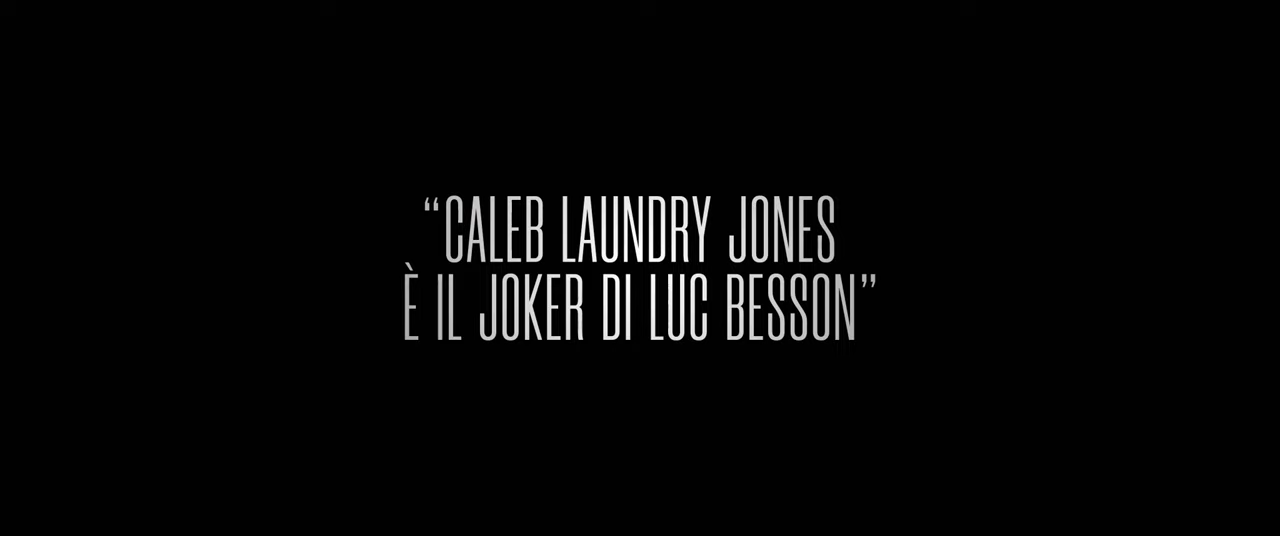 “CALEB LAUNDRY JONES
È IL JOKER DI LUC BESSON”